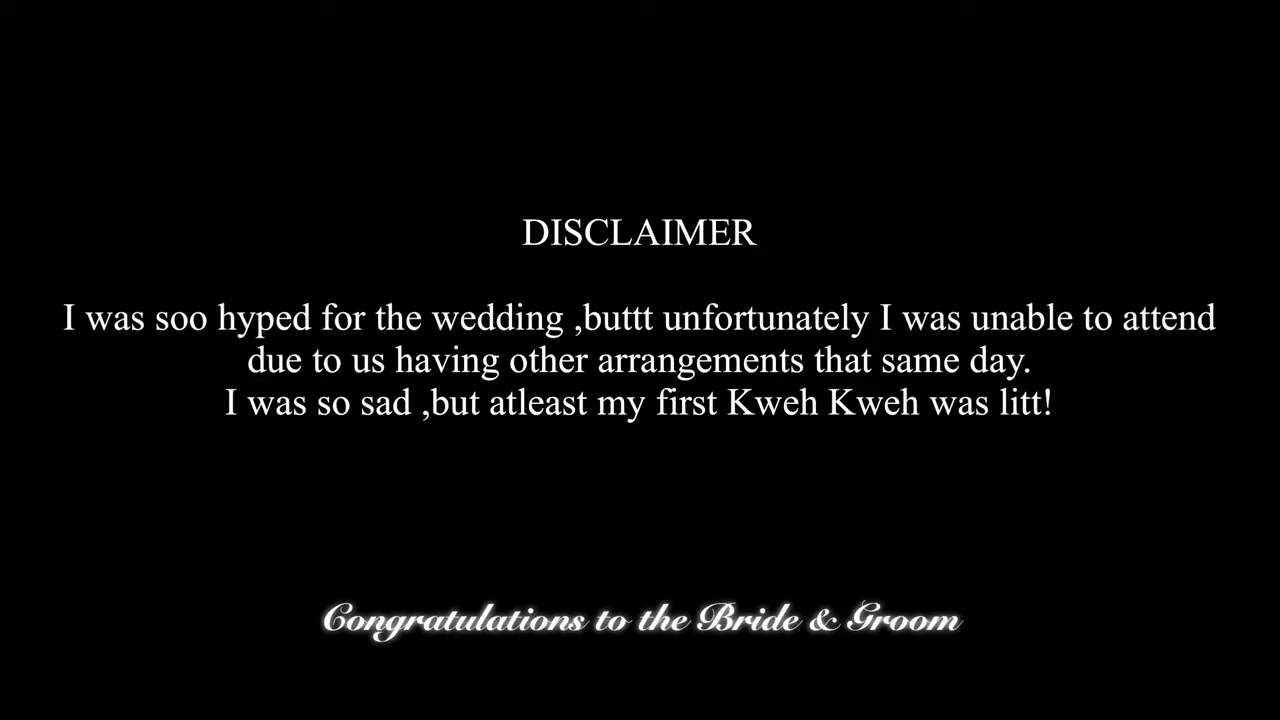 DISCLAIMER
I was soo hyped for the wedding ,buttt unfortunately I was unable to attend
due to us having other arrangements that same day.
I was so sad ,but atleast my first Kweh Kweh was litt!
Congratulations to the Bride & Groom